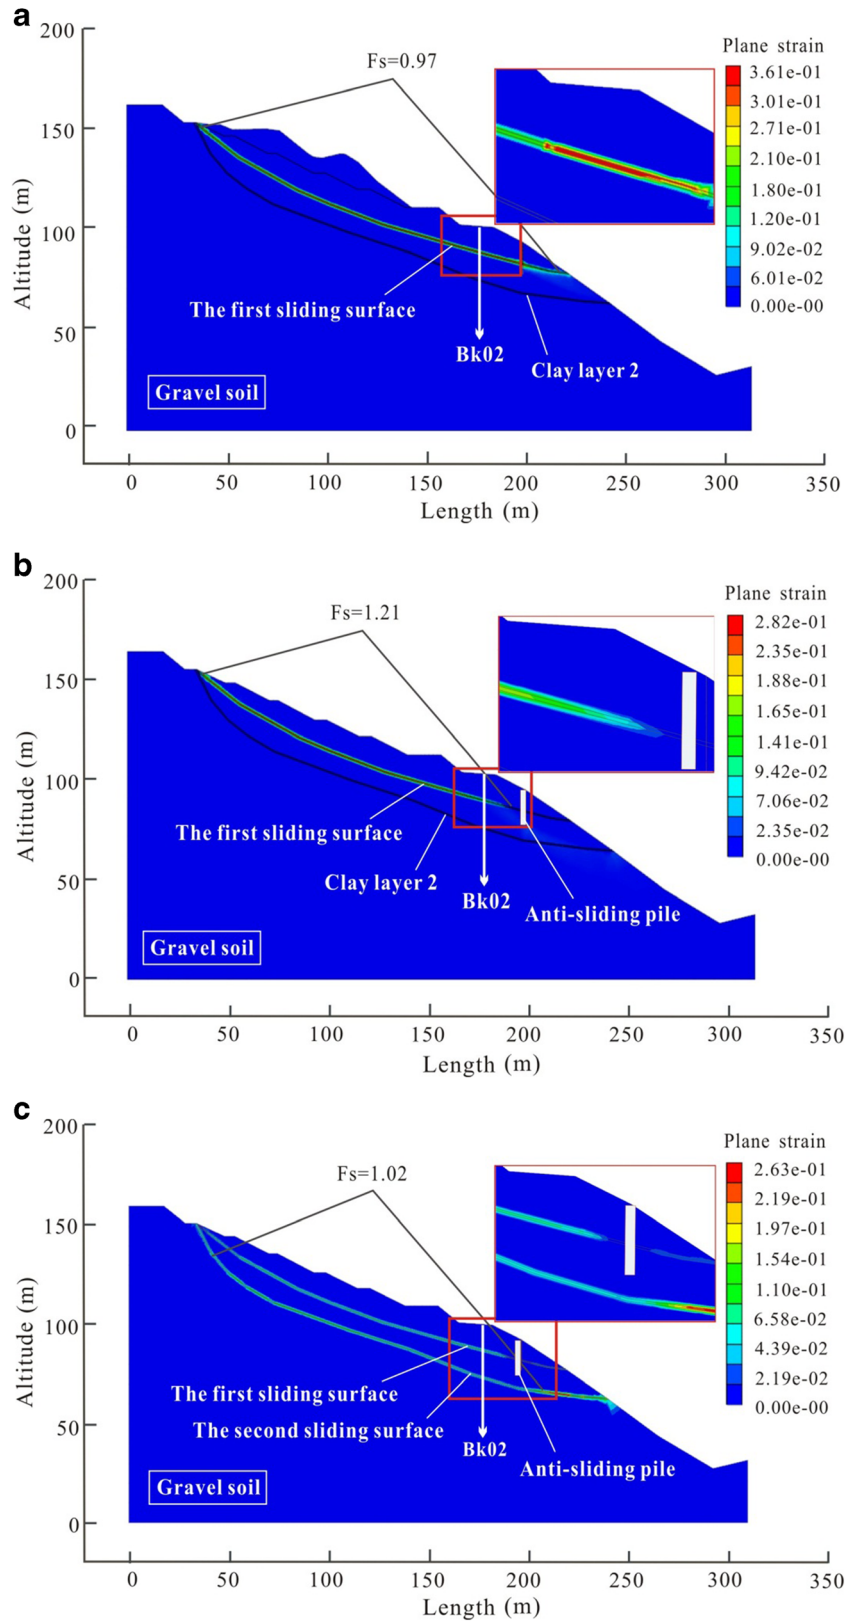 a
200
150
100
50
0
Altitude (m)
0 50 100 150 200 250 300 350
Length (m)
Fs=0.97
The first sliding surface
Bk02
Clay layer 2
Gravel soil
Plane strain
3.61e-01
3.01e-01
2.71e-01
2.10e-01
1.80e-01
1.20e-01
9.02e-02
6.01e-02
0.00e-00
b
200
150
100
50
0
Altitude (m)
0 50 100 150 200 250 300 350
Length (m)
Fs=1.21
The first sliding surface
Clay layer 2
Bk02
Anti-sliding pile
Gravel soil
Plane strain
2.82e-01
2.35e-01
1.88e-01
1.65e-01
1.41e-01
9.42e-02
7.06e-02
2.35e-02
0.00e-00
c
200
150
100
50
0
Altitude (m)
0 50 100 150 200 250 300 350
Length (m)
Fs=1.02
The first sliding surface
The second sliding surface
Bk02
Anti-sliding pile
Gravel soil
Plane strain
2.63e-01
2.19e-01
1.97e-01
1.54e-01
1.10e-01
6.58e-02
4.39e-02
2.19e-02
0.00e-00